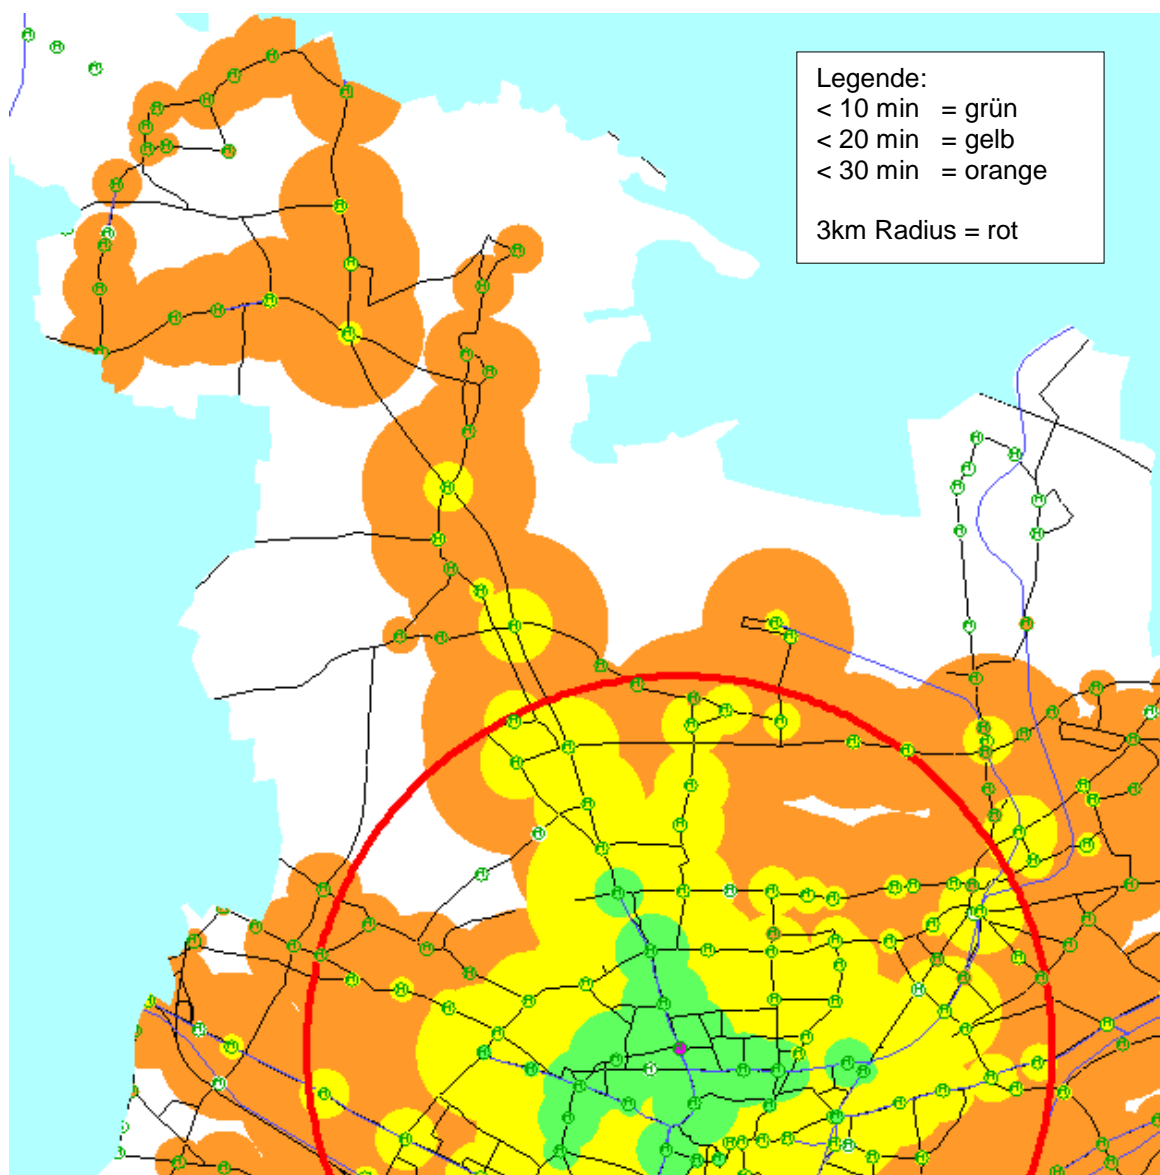 Legende:
< 10 min = grün
< 20 min = gelb
< 30 min = orange
3km Radius = rot